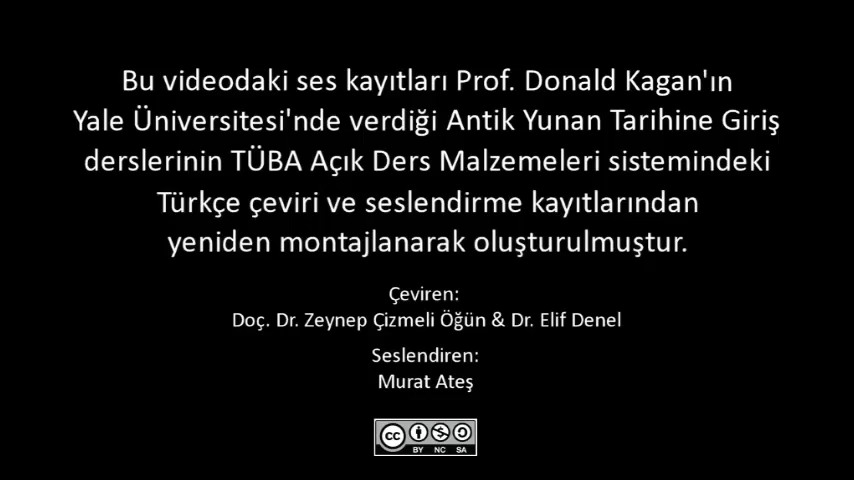 Bu videodaki ses kayıtları Prof. Donald Kagan'ın
Yale Üniversitesi'nde verdiği Antik Yunan Tarihine Giriş
derslerinin TÜBA Açık Ders Malzemeleri sistemindeki
Türkçe çeviri ve seslendirme kayıtlarından
yeniden montajlanarak oluşturulmuştur.
Çeviren:
Doç. Dr. Zeynep Çizmeli Öğün & Dr. Elif Denel
Seslendiren:
Murat Ateş
cc BY NC SA